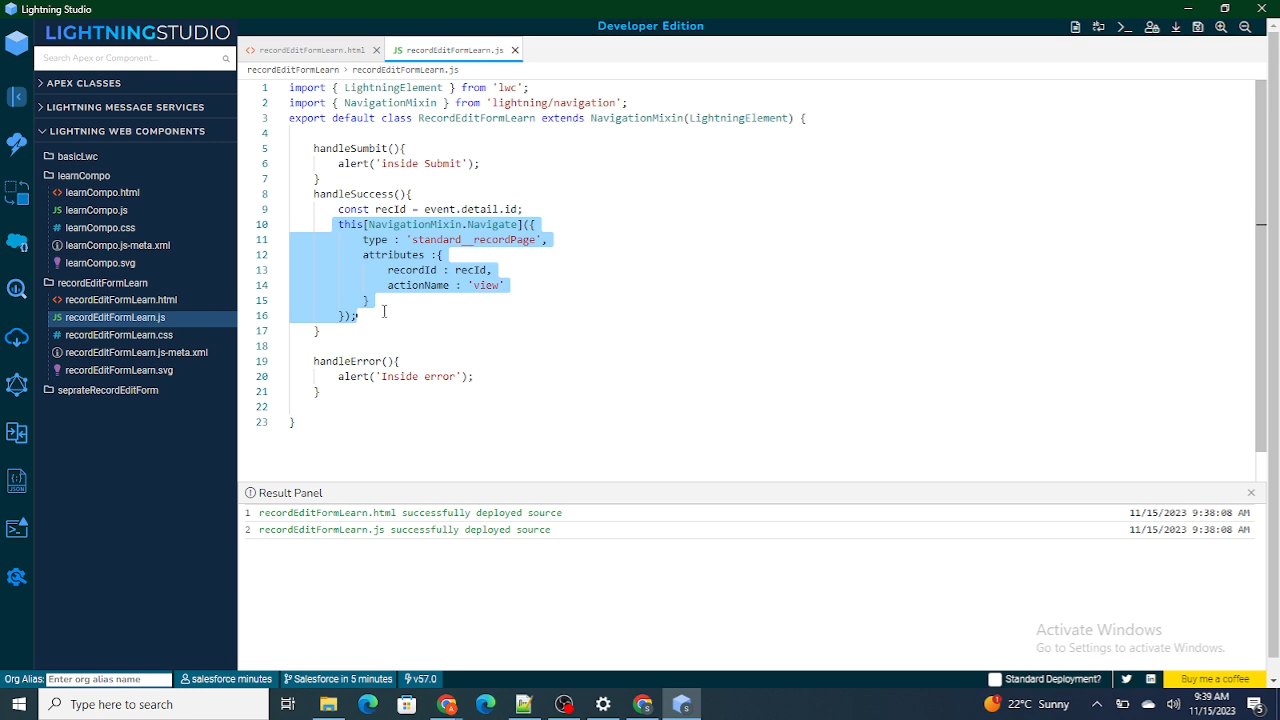 Lightning Studio
Developer Edition
LIGHTNINGSTUDIO
Search Apex or Component...
APEX CLASSES
LIGHTNING MESSAGE SERVICES
LIGHTNING WEB COMPONENTS
basicLwc
learnCompo
learnCompo.html
learnCompo.js
learnCompo.css
learnCompo.js-meta.xml
learnCompo.svg
recordEditFormLearn
recordEditFormLearn.html
recordEditFormLearn.js
recordEditFormLearn.css
recordEditFormLearn.js-meta.xml
recordEditFormLearn.svg
seprateRecordEditForm
JSON
recordEditFormLearn.html
JS recordEditFormLearn.js
recordEditFormLearn > recordEditFormLearn.js
1 import { LightningElement } from 'lwc';
2 import { NavigationMixin } from 'lightning/navigation';
3 export default class RecordEditFormLearn extends NavigationMixin(LightningElement) {
4
5 handleSumbit(){
6 alert('inside Submit');
7 }
8 handleSuccess(){
9 const recId = event.detail.id;
10 this[NavigationMixin.Navigate]({
11 type : 'standard__recordPage',
12 attributes :{
13 recordId : recId,
14 actionName : 'view'
15 }
16 });
17 }
18
19 handleError(){
20 alert('Inside error');
21 }
22
23 }
Result Panel
1 recordEditFormLearn.html successfully deployed source 11/15/2023 9:38:08 AM
2 recordEditFormLearn.js successfully deployed source 11/15/2023 9:38:08 AM
Activate Windows
Go to Settings to activate Windows.
Org Alias: Enter org alias name salesforce minutes Salesforce in 5 minutes v57.0 Standard Deployment? Buy me a coffee
Type here to search
22°C Sunny
9:39 AM
11/15/2023